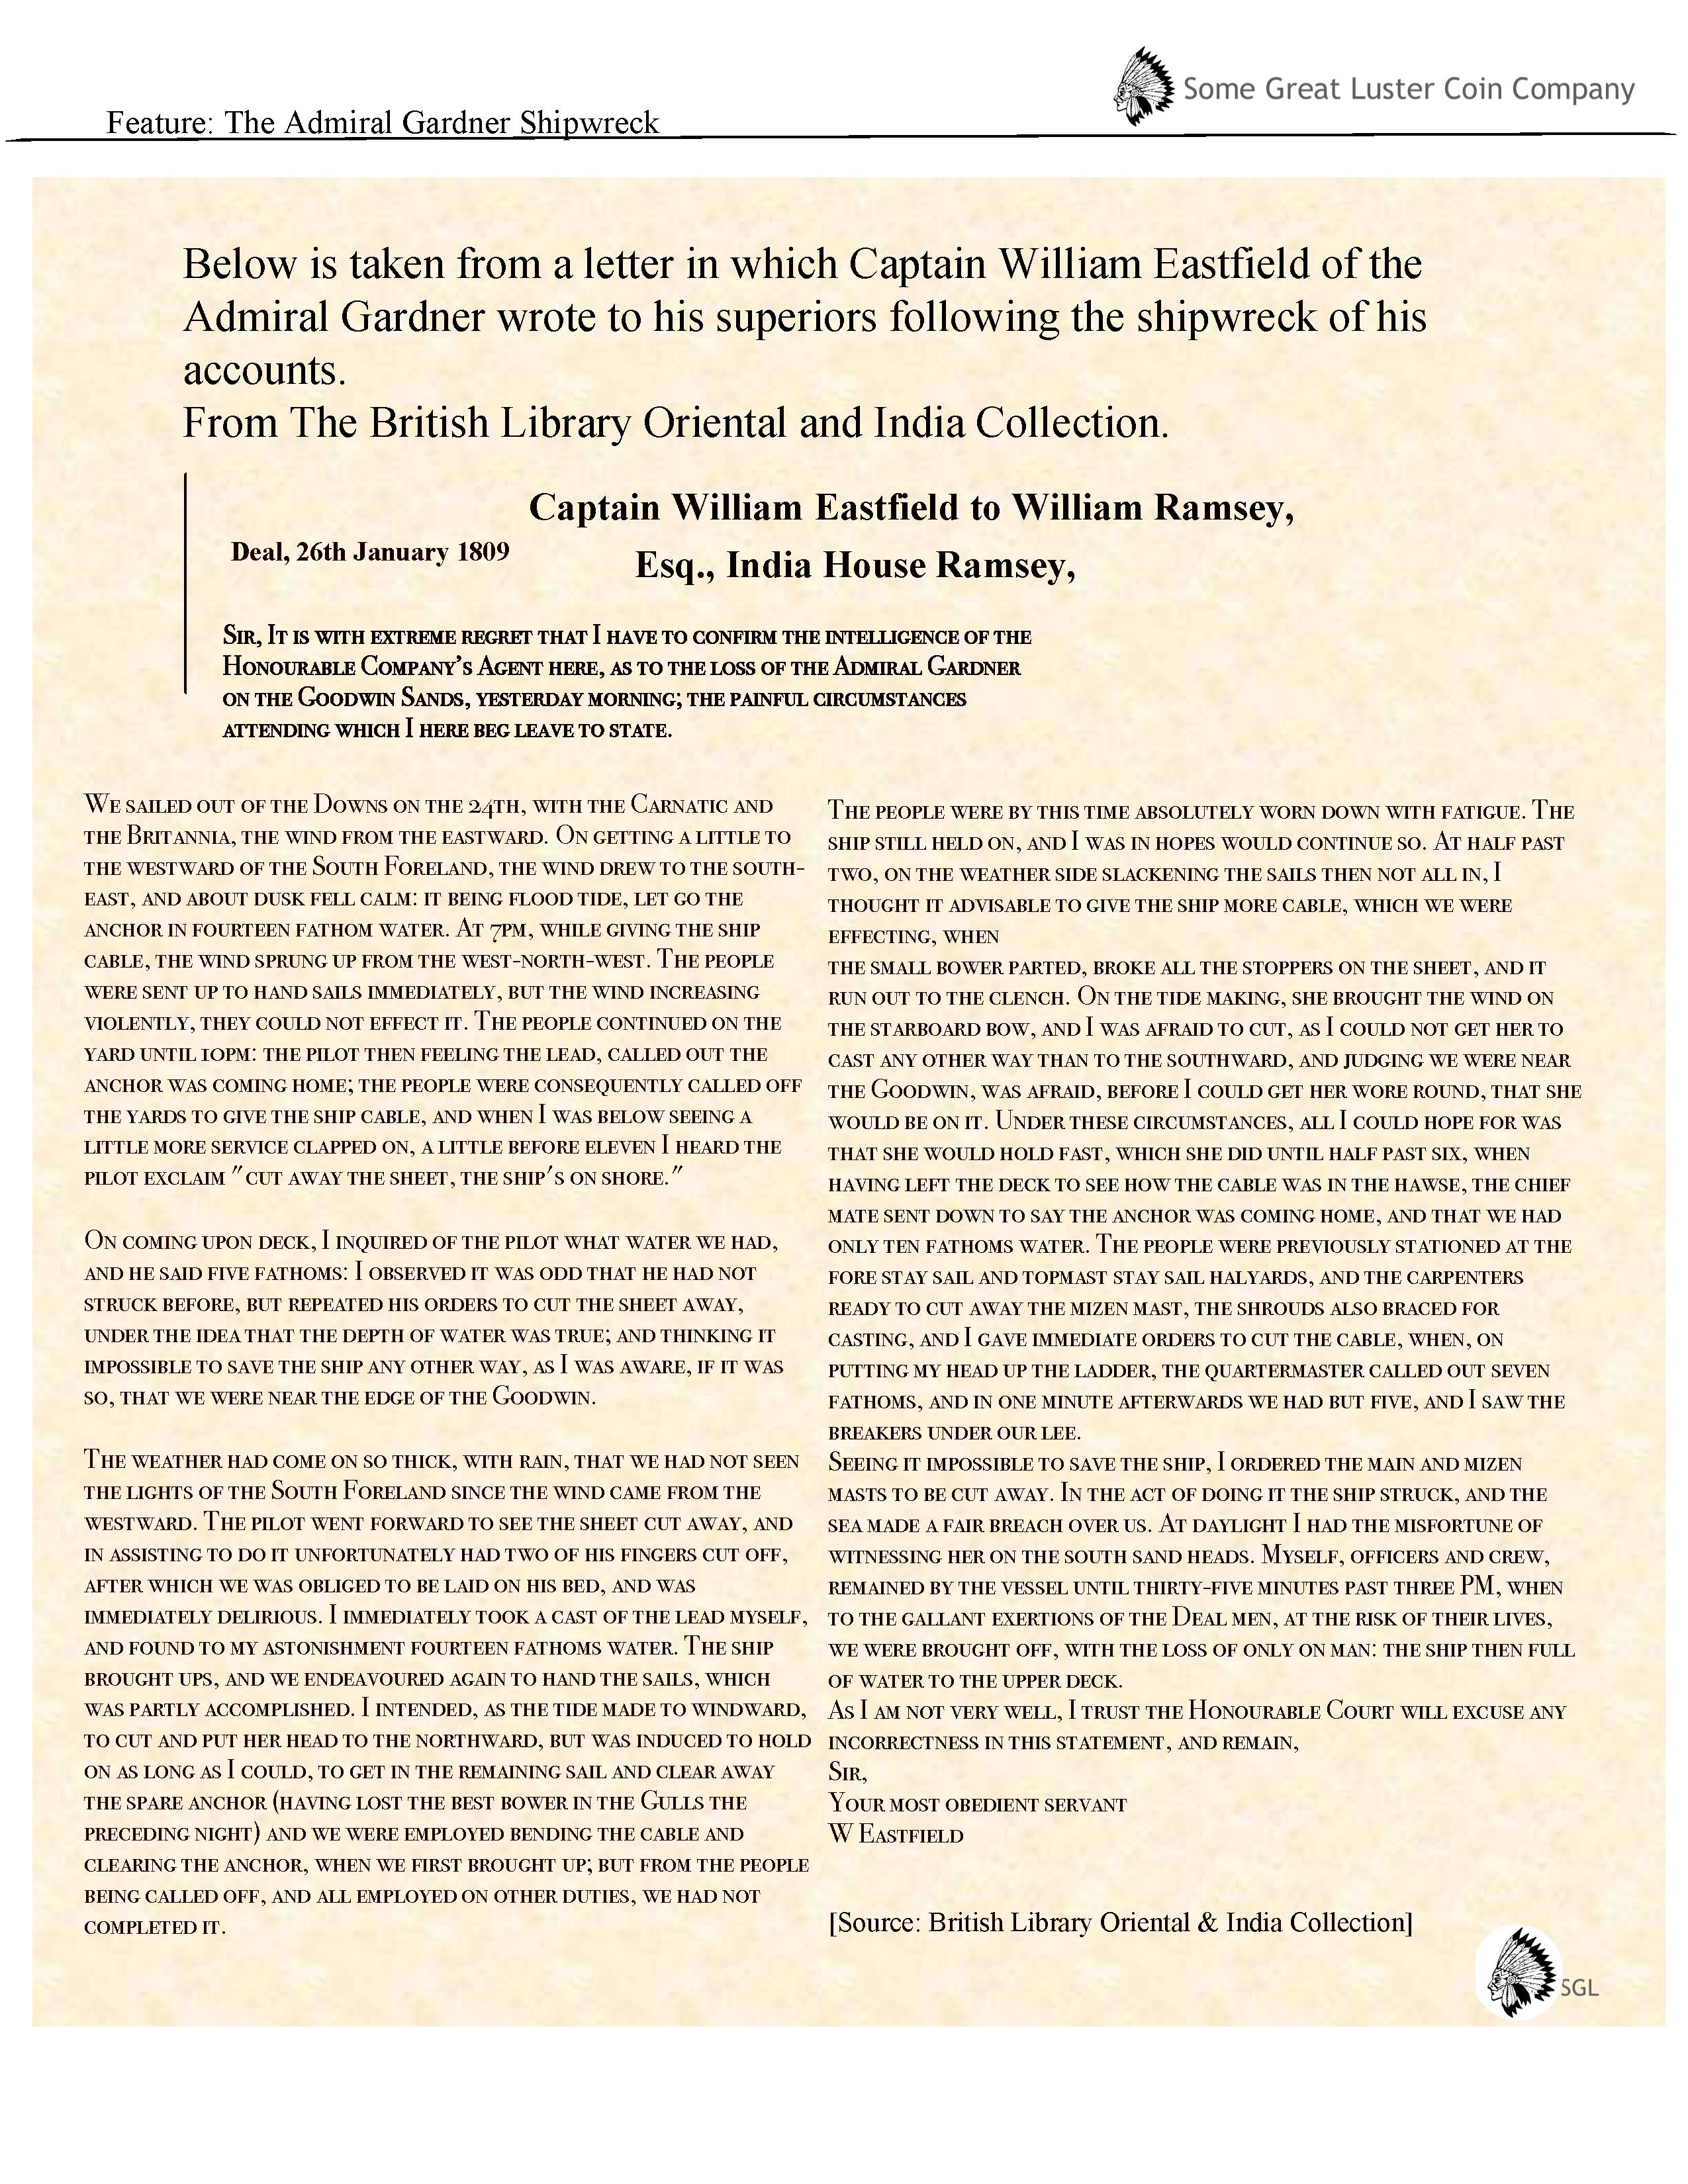 Some Great Luster Coin Company
Feature: The Admiral Gardner Shipwreck
Below is taken from a letter in which Captain William Eastfield of the
Admiral Gardner wrote to his superiors following the shipwreck of his
accounts.
From The British Library Oriental and India Collection.
Captain William Eastfield to William Ramsey,
Deal, 26th January 1809
Esq., India House Ramsey,
Sir, It is with extreme regret that I have to confirm the intelligence of the
Honourable Company's Agent here, as to the loss of the Admiral Gardner
on the Goodwin Sands, yesterday morning; the painful circumstances
attending which I here beg leave to state.
We sailed out of the Downs on the 24th, with the Carnatic and
the Britannia, the wind from the eastward. On getting a little to
the westward of the South Foreland, the wind drew to the south-
east, and about dusk fell calm: it being flood tide, let go the
anchor in fourteen fathom water. At 7pm, while giving the ship
cable, the wind sprung up from the west-north-west. The people
were sent up to hand sails immediately, but the wind increasing
violently, they could not effect it. The people continued on the
yard until 10pm: the pilot then feeling the lead, called out the
anchor was coming home; the people were consequently called off
the yards to give the ship cable, and when I was below seeing a
little more service clapped on, a little before eleven I heard the
pilot exclaim "cut away the sheet, the ship's on shore."
On coming upon deck, I inquired of the pilot what water we had,
and he said five fathoms: I observed it was odd that he had not
struck before, but repeated his orders to cut the sheet away,
under the idea that the depth of water was true; and thinking it
impossible to save the ship any other way, as I was aware, if it was
so, that we were near the edge of the Goodwin.
The weather had come on so thick, with rain, that we had not seen
the lights of the South Foreland since the wind came from the
westward. The pilot went forward to see the sheet cut away, and
in assisting to do it unfortunately had two of his fingers cut off,
after which we was obliged to be laid on his bed, and was
immediately delirious. I immediately took a cast of the lead myself,
and found to my astonishment fourteen fathoms water. The ship
brought ups, and we endeavoured again to hand the sails, which
was partly accomplished. I intended, as the tide made to windward,
to cut and put her head to the northward, but was induced to hold
on as long as I could, to get in the remaining sail and clear away
the spare anchor (having lost the best bower in the Gulls the
preceding night) and we were employed bending the cable and
clearing the anchor, when we first brought up; but from the people
being called off, and all employed on other duties, we had not
completed it.
The people were by this time absolutely worn down with fatigue. The
ship still held on, and I was in hopes would continue so. At half past
two, on the weather side slackening the sails then not all in, I
thought it advisable to give the ship more cable, which we were
effecting, when
the small bower parted, broke all the stoppers on the sheet, and it
run out to the clench. On the tide making, she brought the wind on
the starboard bow, and I was afraid to cut, as I could not get her to
cast any other way than to the southward, and judging we were near
the Goodwin, was afraid, before I could get her wore round, that she
would be on it. Under these circumstances, all I could hope for was
that she would hold fast, which she did until half past six, when
having left the deck to see how the cable was in the hawse, the chief
mate sent down to say the anchor was coming home, and that we had
only ten fathoms water. The people were previously stationed at the
fore stay sail and topmast stay sail halyards, and the carpenters
ready to cut away the mizen mast, the shrouds also braced for
casting, and I gave immediate orders to cut the cable, when, on
putting my head up the ladder, the quartermaster called out seven
fathoms, and in one minute afterwards we had but five, and I saw the
breakers under our lee.
Seeing it impossible to save the ship, I ordered the main and mizen
masts to be cut away. In the act of doing it the ship struck, and the
sea made a fair breach over us. At daylight I had the misfortune of
witnessing her on the south sand heads. Myself, officers and crew,
remained by the vessel until thirty-five minutes past three PM, when
to the gallant exertions of the Deal men, at the risk of their lives,
we were brought off, with the loss of only on man: the ship then full
of water to the upper deck.
As I am not very well, I trust the Honourable Court will excuse any
incorrectness in this statement, and remain,
Sir,
Your most obedient servant
W Eastfield
[Source: British Library Oriental & India Collection]
SGL